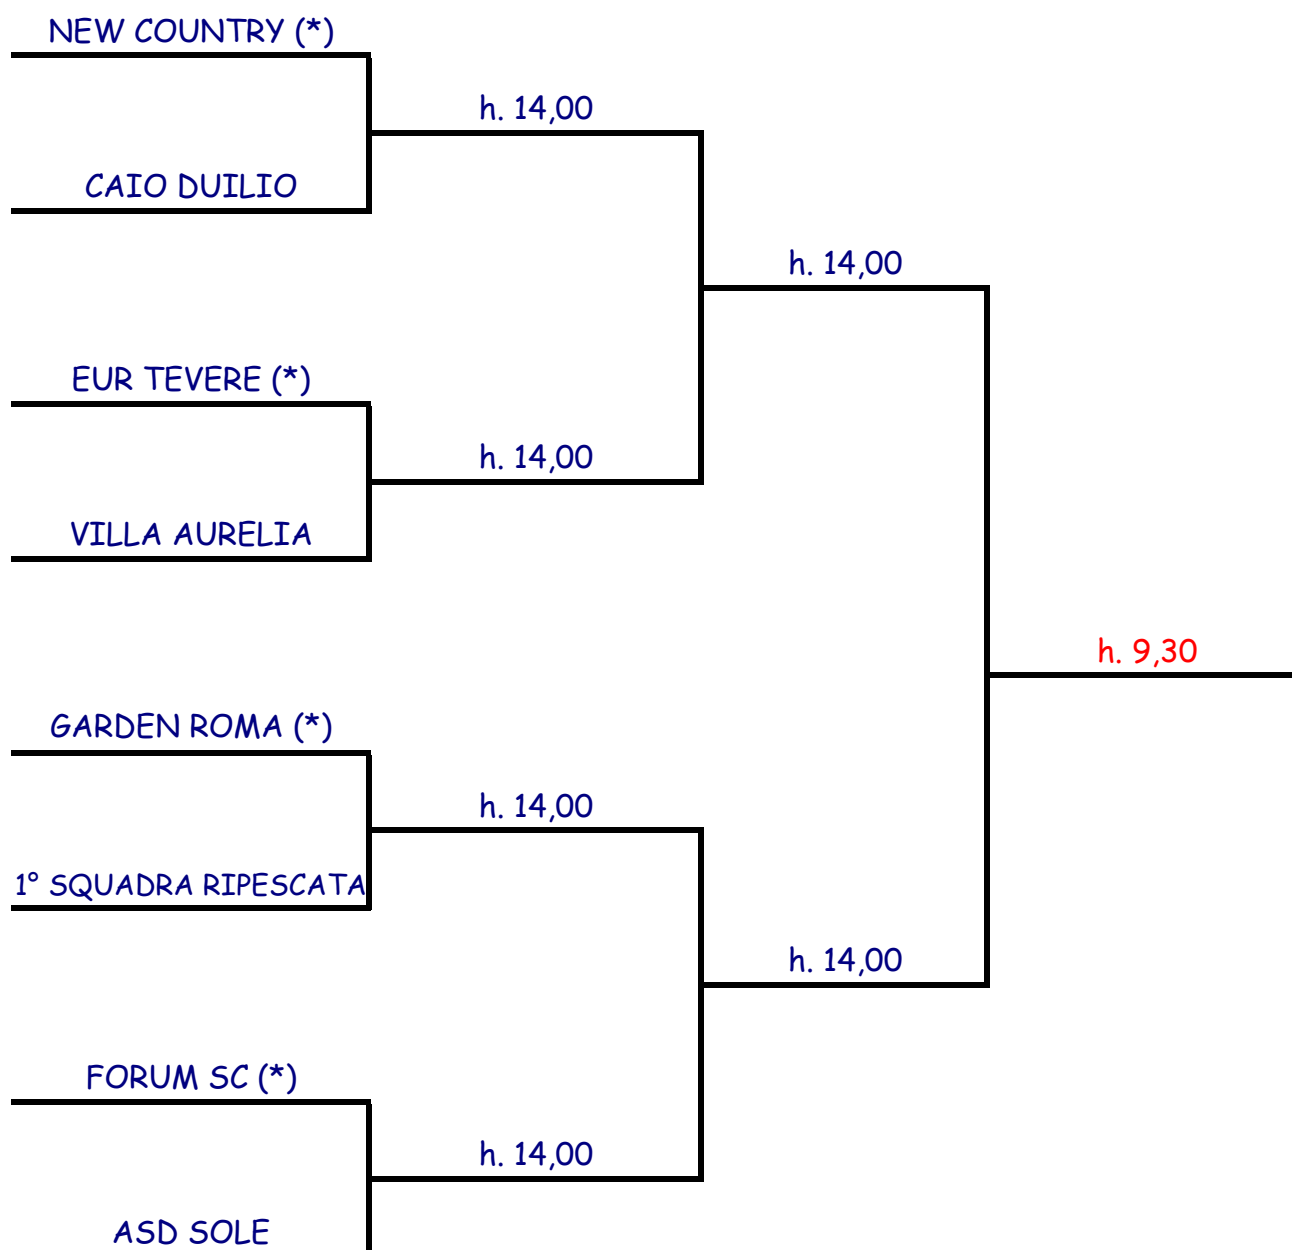 NEW COUNTRY (*)
h. 14,00
CAIO DUILIO
h. 14,00
EUR TEVERE (*)
h. 14,00
VILLA AURELIA
h. 9,30
GARDEN ROMA (*)
h. 14,00
1° SQUADRA RIPESCATA
h. 14,00
FORUM SC (*)
h. 14,00
ASD SOLE